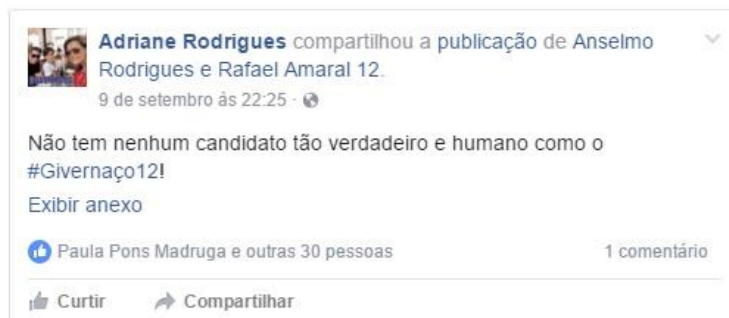 Adriane Rodrigues compartilhou a publicação de Anselmo
Rodrigues e Rafael Amaral 12.
9 de setembro às 22:25 ·
Não tem nenhum candidato tão verdadeiro e humano como o
#Givernaço12!
Exibir anexo
Paula Pons Madruga e outras 30 pessoas
1 comentário
Curtir
Compartilhar